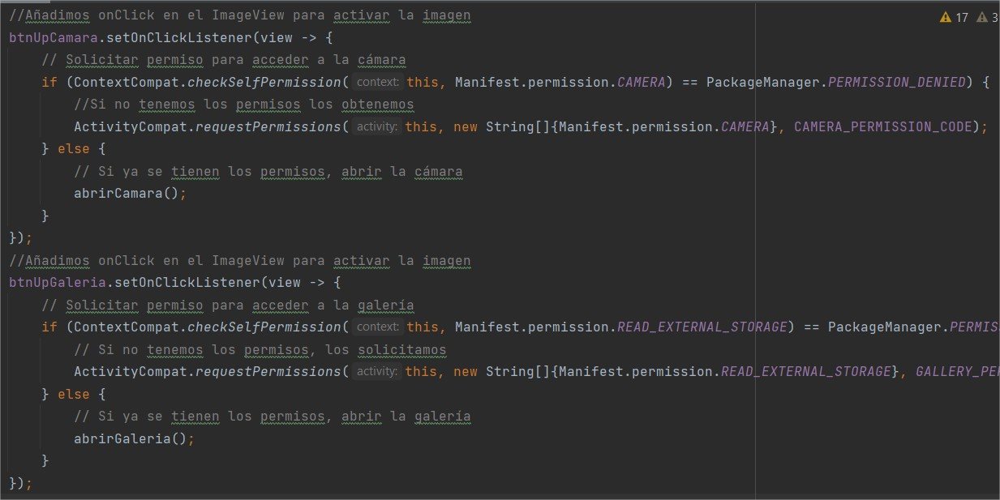 //Añadimos onClick en el ImageView para activar la imagen
17 3
btnUpCamara.setOnClickListener(view -> {
// Solicitar permiso para acceder a la cámara
if (ContextCompat.checkSelfPermission( context: this, Manifest.permission.CAMERA) == PackageManager.PERMISSION_DENIED) {
//Si no tenemos los permisos los obtenemos
ActivityCompat.requestPermissions( activity: this, new String[]{Manifest.permission.CAMERA}, CAMERA_PERMISSION_CODE);
} else {
// Si ya se tienen los permisos, abrir la cámara
abrirCamara();
}
});
//Añadimos onClick en el ImageView para activar la imagen
btnUpGaleria.setOnClickListener(view -> {
// Solicitar permiso para acceder a la galería
if (ContextCompat.checkSelfPermission( context: this, Manifest.permission.READ_EXTERNAL_STORAGE) == PackageManager.PERMIS
// Si no tenemos los permisos, los solicitamos
ActivityCompat.requestPermissions( activity: this, new String[]{Manifest.permission.READ_EXTERNAL_STORAGE}, GALLERY_PE
} else {
// Si ya se tienen los permisos, abrir la galería
abrirGaleria();
}
});